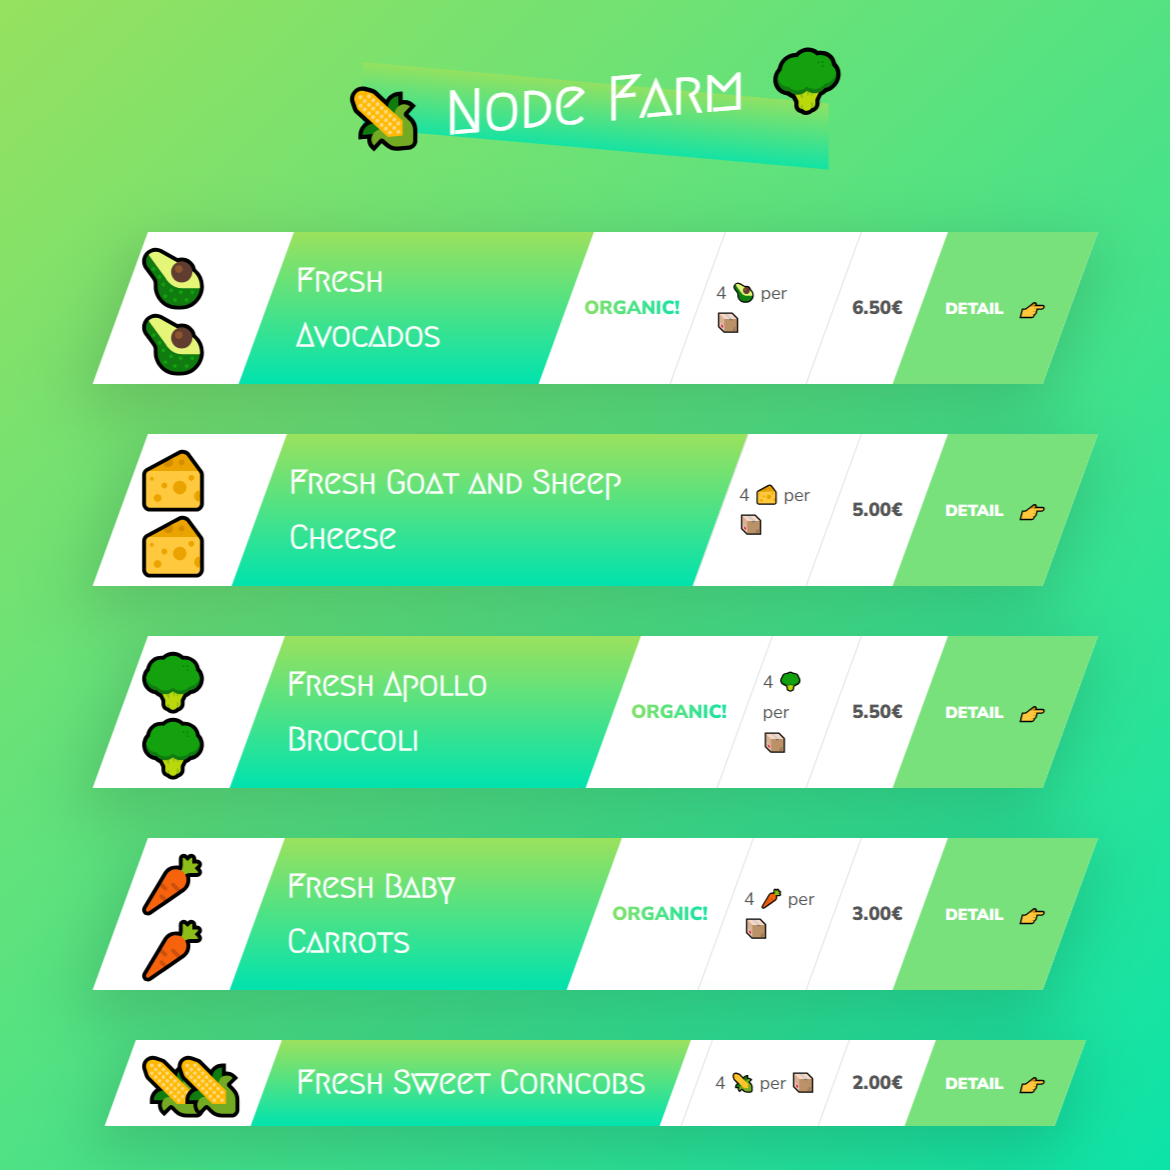 Node Farm
Fresh
Avocados
ORGANIC!
4 🥑 per
📦
6.50€
DETAIL 👉
Fresh Goat and Sheep
Cheese
4 🧀 per
📦
5.00€
DETAIL 👉
Fresh Apollo
Broccoli
ORGANIC!
4 🥦
per
📦
5.50€
DETAIL 👉
Fresh Baby
Carrots
ORGANIC!
4 🥕 per
📦
3.00€
DETAIL 👉
Fresh Sweet Corncobs
4 🌽 per 📦
2.00€
DETAIL 👉